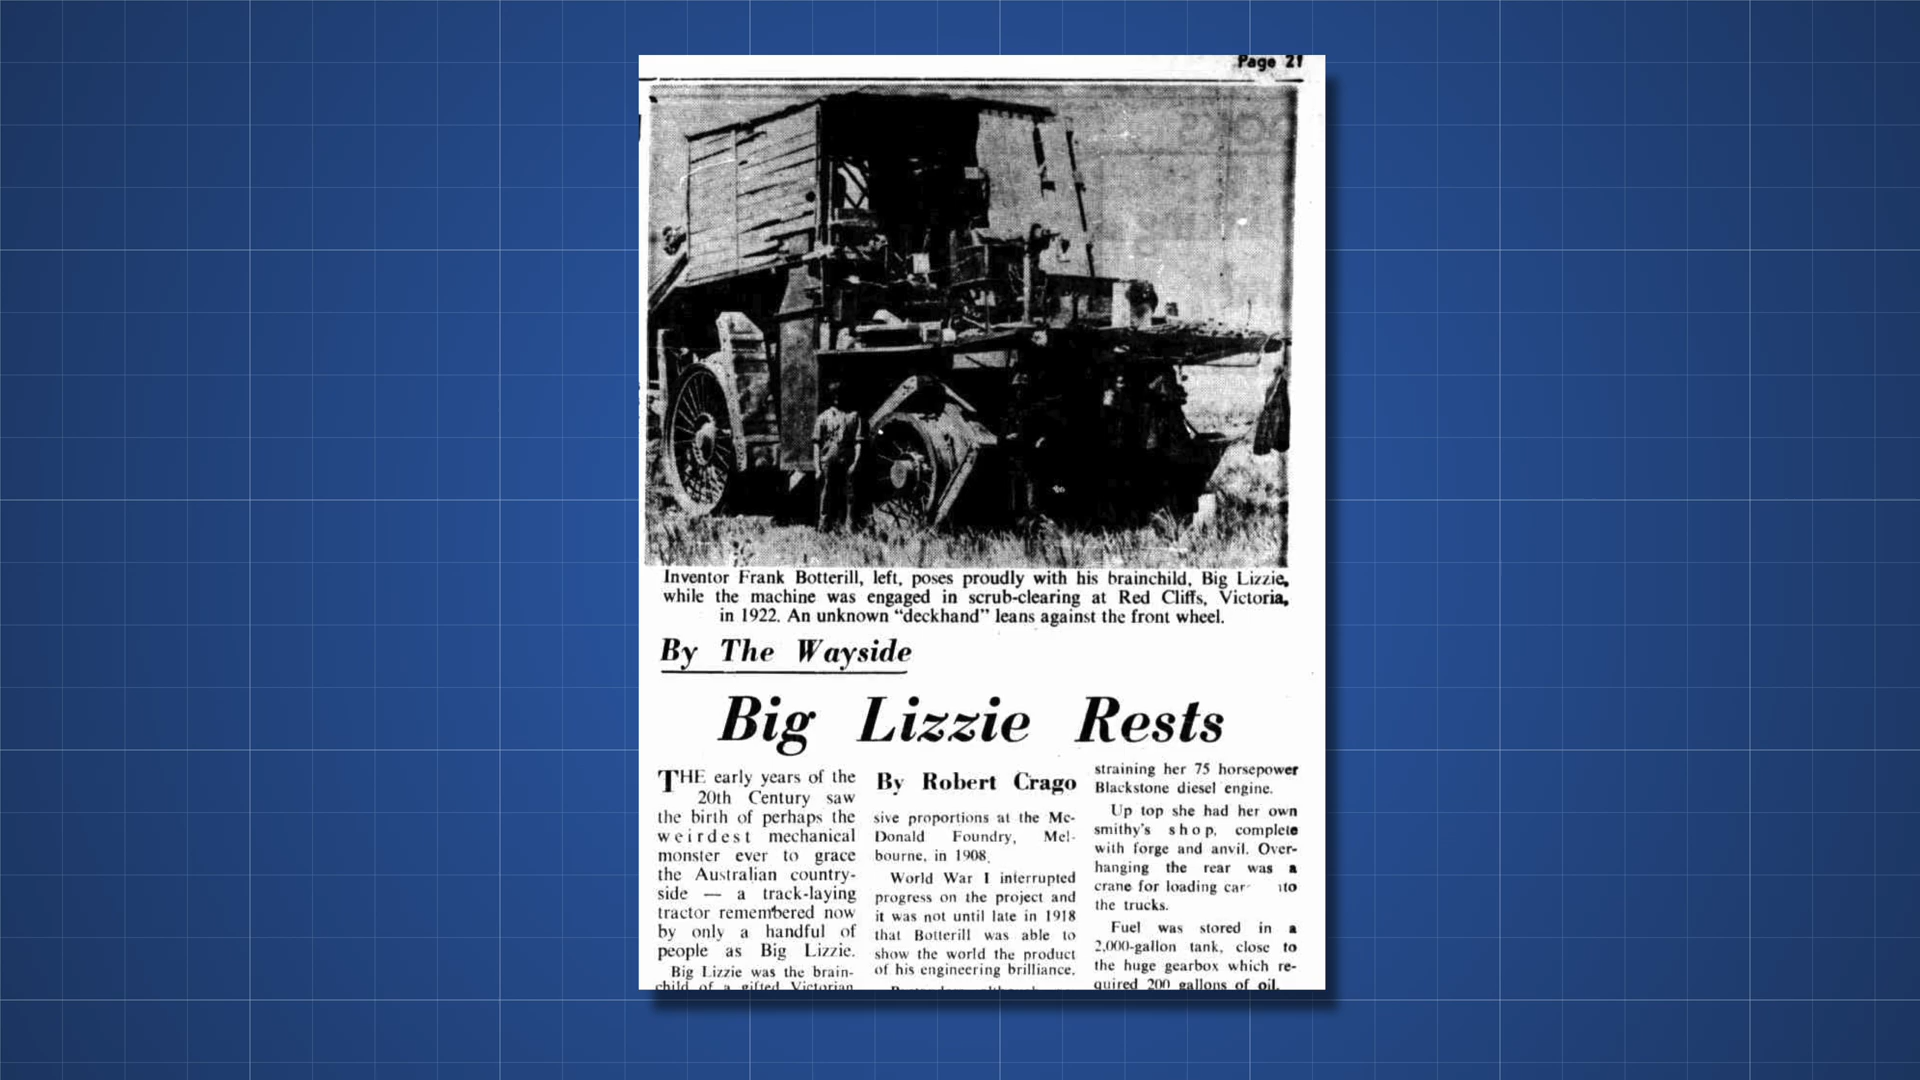 Page 21
Inventor Frank Botterill, left, poses proudly with his brainchild, Big Lizzie,
while the machine was engaged in scrub-clearing at Red Cliffs, Victoria,
in 1922. An unknown “deckhand” leans against the front wheel.
By The Wayside
Big Lizzie Rests
THE early years of the
20th Century saw
the birth of perhaps the
weirdest mechanical
monster ever to grace
the Australian country-
side — a track-laying
tractor remembered now
by only a handful of
people as Big Lizzie.
Big Lizzie was the brain-
child of a gifted Victorian
By Robert Crago
sive proportions at the Mc-
Donald Foundry, Mel-
bourne, in 1908.
World War I interrupted
progress on the project and
it was not until late in 1918
that Botterill was able to
show the world the product
of his engineering brilliance.
straining her 75 horsepower
Blackstone diesel engine.
Up top she had her own
smithy's shop, complete
with forge and anvil. Over-
hanging the rear was a
crane for loading
the trucks.
Fuel was stored in a
2,000-gallon tank, close to
the huge gearbox which re-
quired 200 gallons of oil.